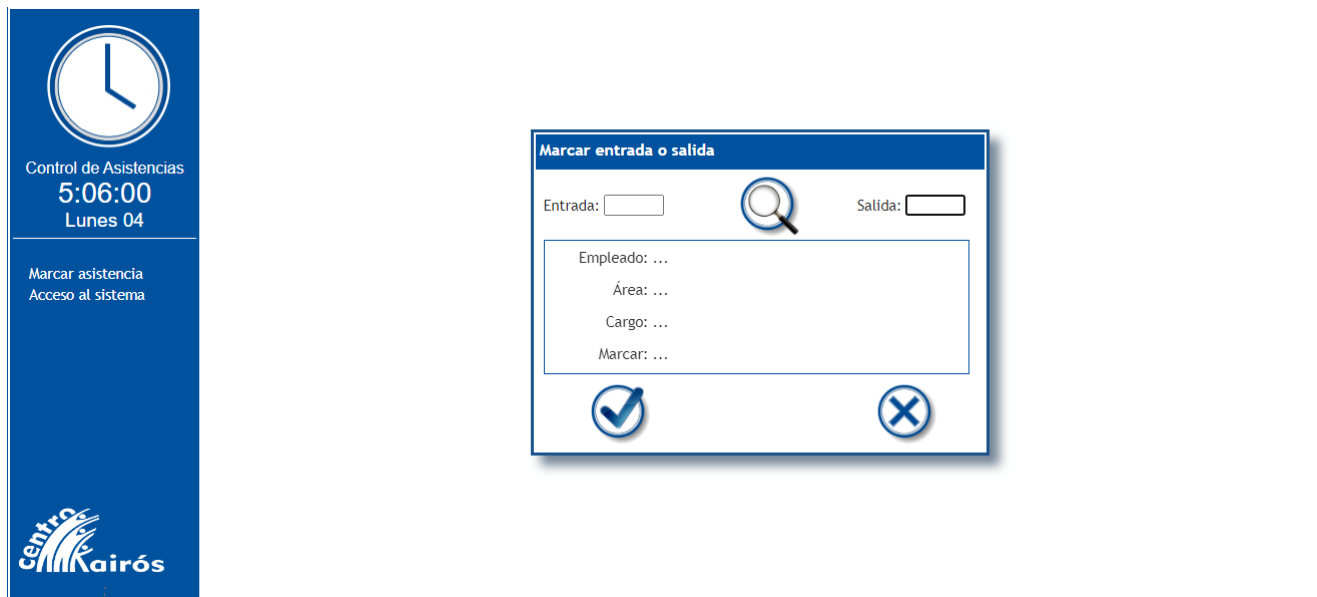 Control de Asistencias
5:06:00
Lunes 04
Marcar asistencia
Acceso al sistema
centro
Kairós
Marcar entrada o salida
Entrada:
Salida:
Empleado: ...
Área: ...
Cargo: ...
Marcar: ...